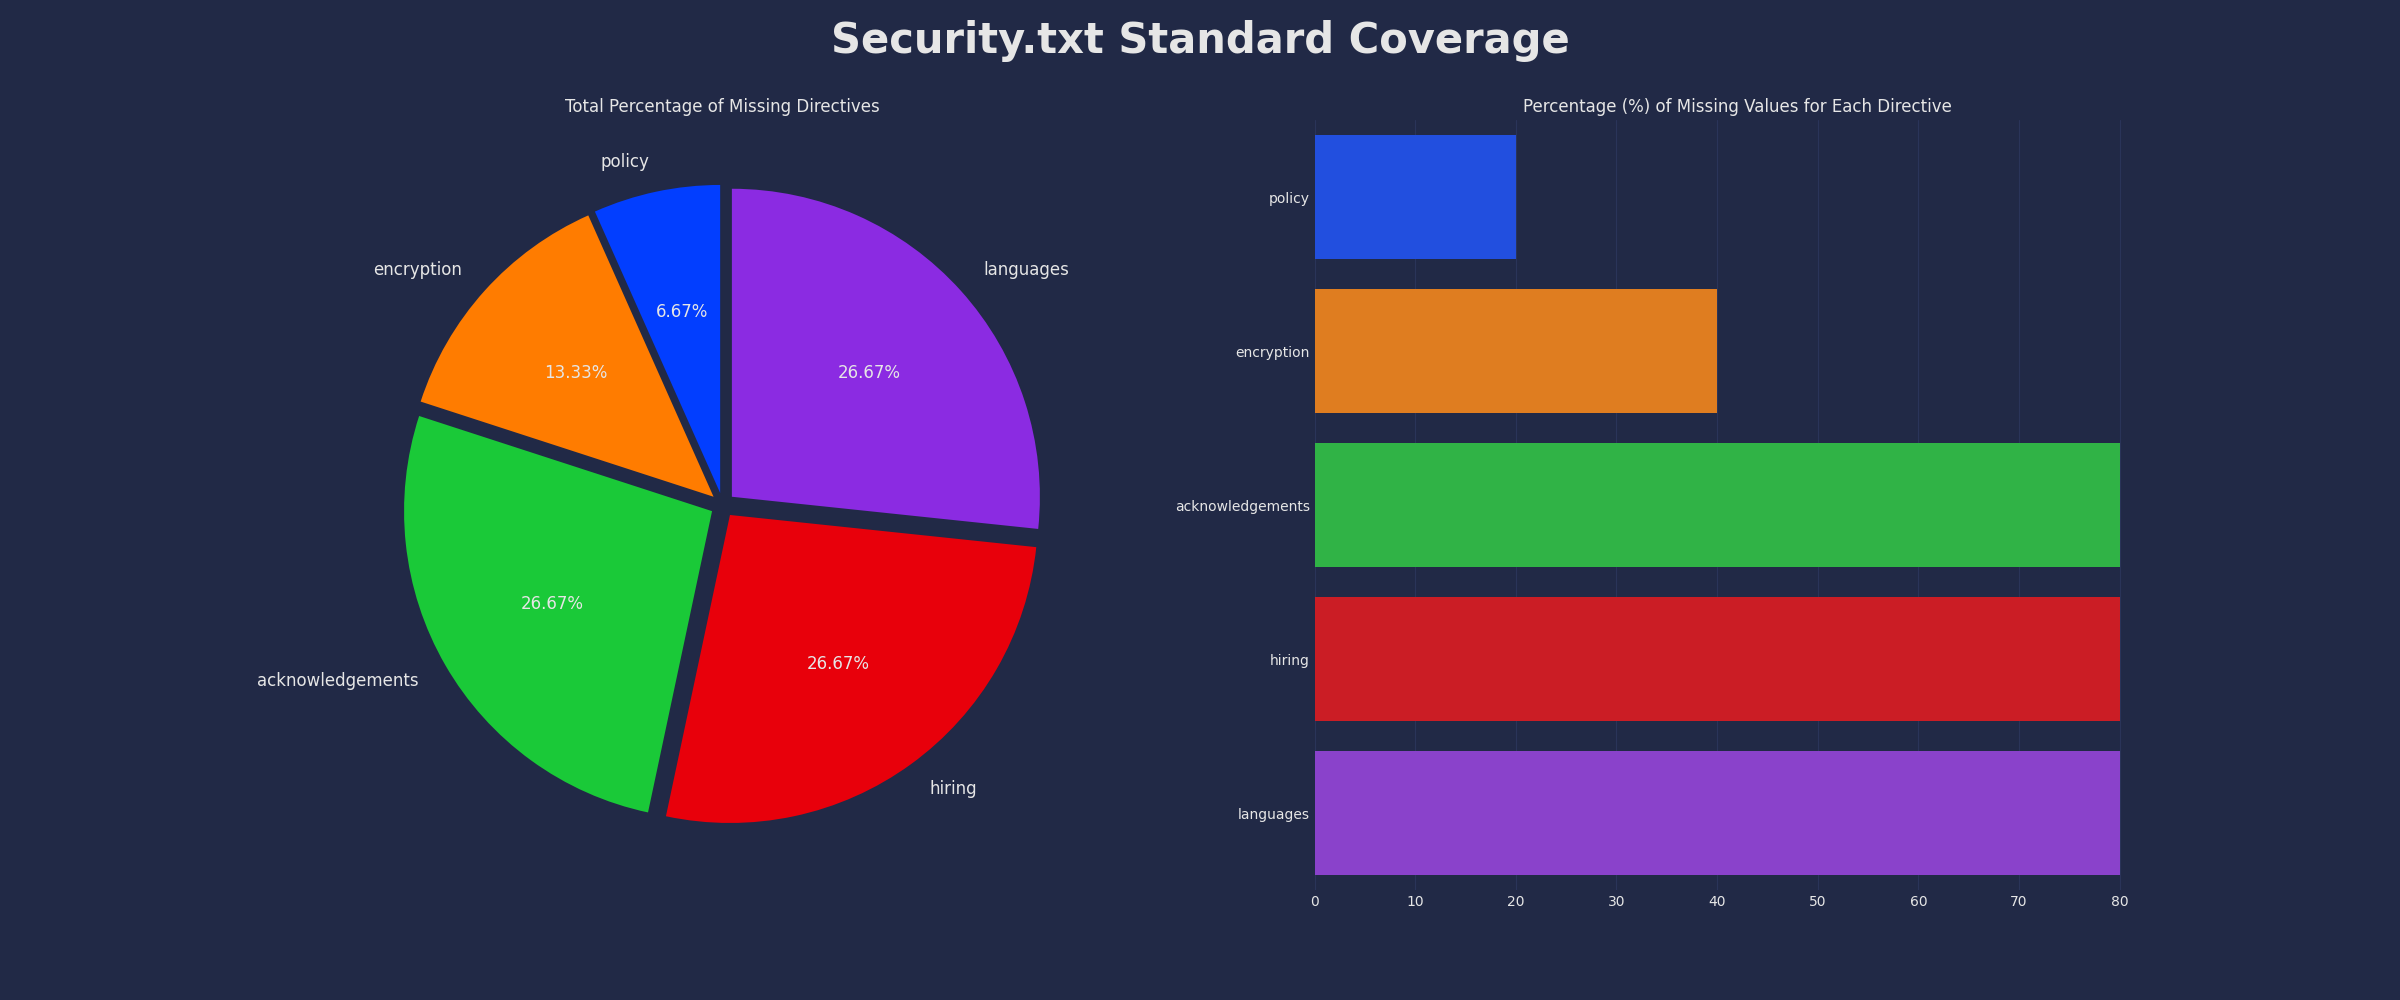 Security.txt Standard Coverage
Total Percentage of Missing Directives
policy
encryption
languages
6.67%
13.33%
26.67%
26.67%
26.67%
acknowledgements
hiring
Percentage (%) of Missing Values for Each Directive
policy
encryption
acknowledgements
hiring
languages
0 10 20 30 40 50 60 70 80